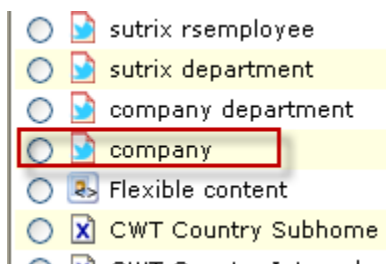 sutrix rsemployee
sutrix department
company department
company
Flexible content
CWT Country Subhome